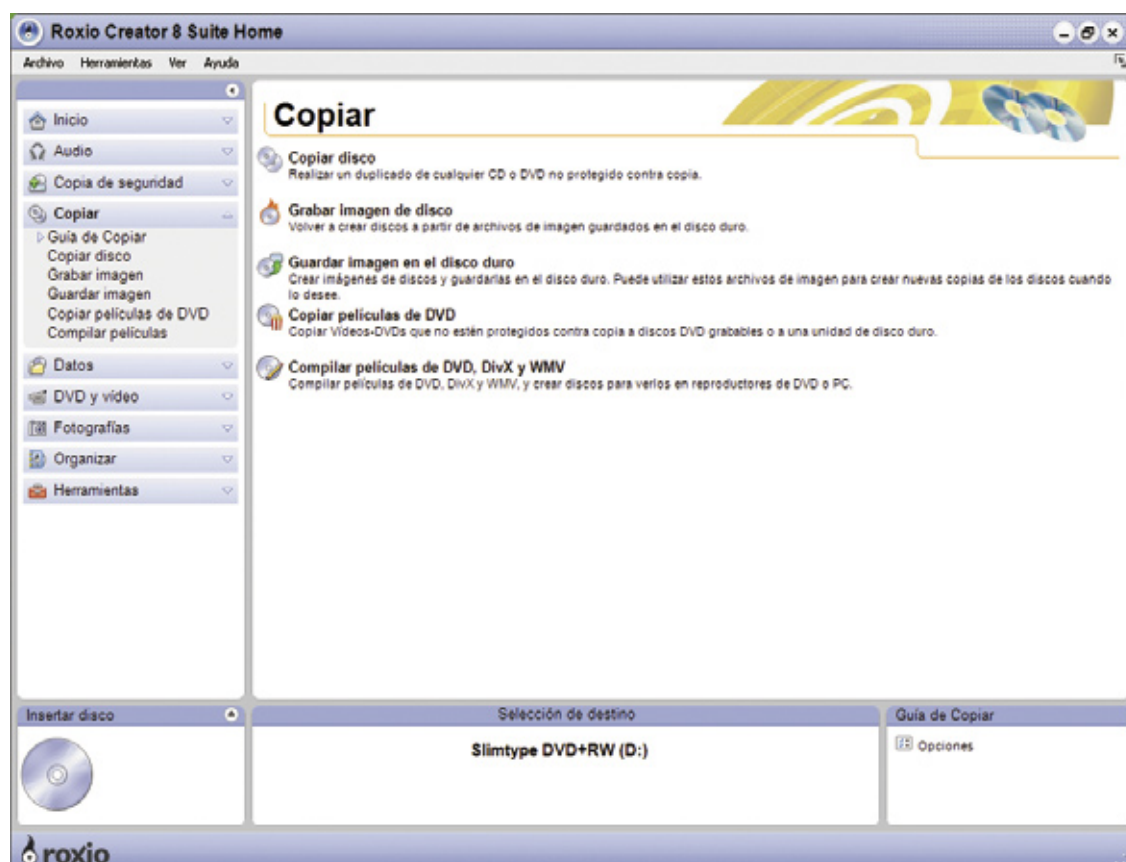 Roxio Creator 8 Suite Home
Archivo Herramientas Ver Ayuda
Inicio
Audio
Copia de seguridad
Copiar
Guía de Copiar
Copiar disco
Grabar imagen
Guardar imagen
Copiar películas de DVD
Compilar películas
Datos
DVD y vídeo
Fotografías
Organizar
Herramientas
Copiar
Copiar disco
Realizar un duplicado de cualquier CD o DVD no protegido contra copia.
Grabar imagen de disco
Volver a crear discos a partir de archivos de imagen guardados en el disco duro.
Guardar imagen en el disco duro
Crear imágenes de discos y guardarlas en el disco duro. Puede utilizar estos archivos de imagen para crear nuevas copias de los discos cuando
lo desee.
Copiar películas de DVD
Copiar Vídeos-DVDs que no estén protegidos contra copia a discos DVD grabables o a una unidad de disco duro.
Compilar películas de DVD, DivX y WMV
Compilar películas de DVD, DivX y WMV, y crear discos para verlos en reproductores de DVD o PC.
Insertar disco
Selección de destino
Slimtype DVD+RW (D:)
Guía de Copiar
Opciones
roxio